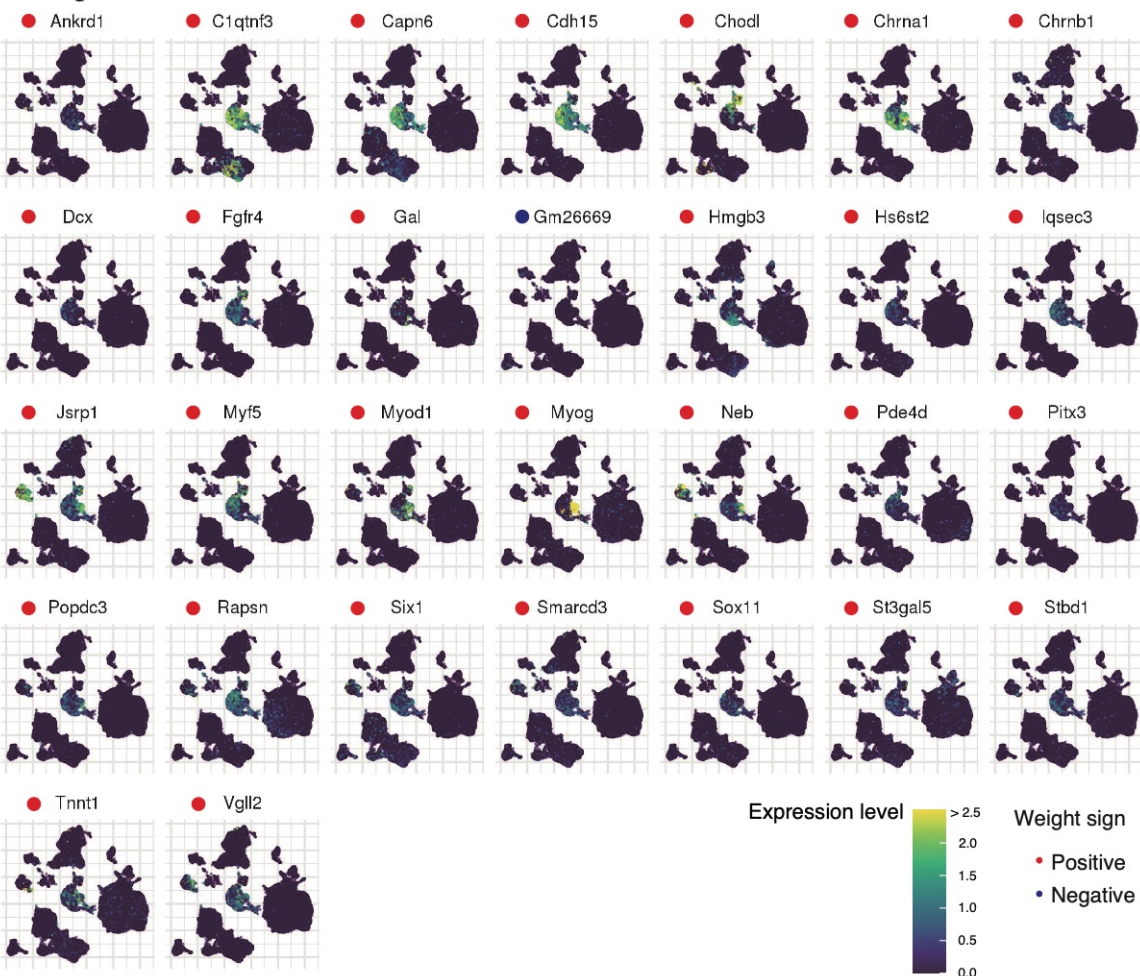 Ankrd1 C1qtnf3 Capn6 Cdh15 Chodl Chrna1 Chrnb1
Dcx Fgfr4 Gal Gm26669 Hmgb3 Hs6st2 Iqsec3
Jsrp1 Myf5 Myod1 Myog Neb Pde4d Pitx3
Popdc3 Rapsn Six1 Smarcd3 Sox11 St3gal5 Stbd1
Tnnt1 Vgll2
Expression level
>2.5
2.0
1.5
1.0
0.5
0.0
Weight sign
Positive
Negative